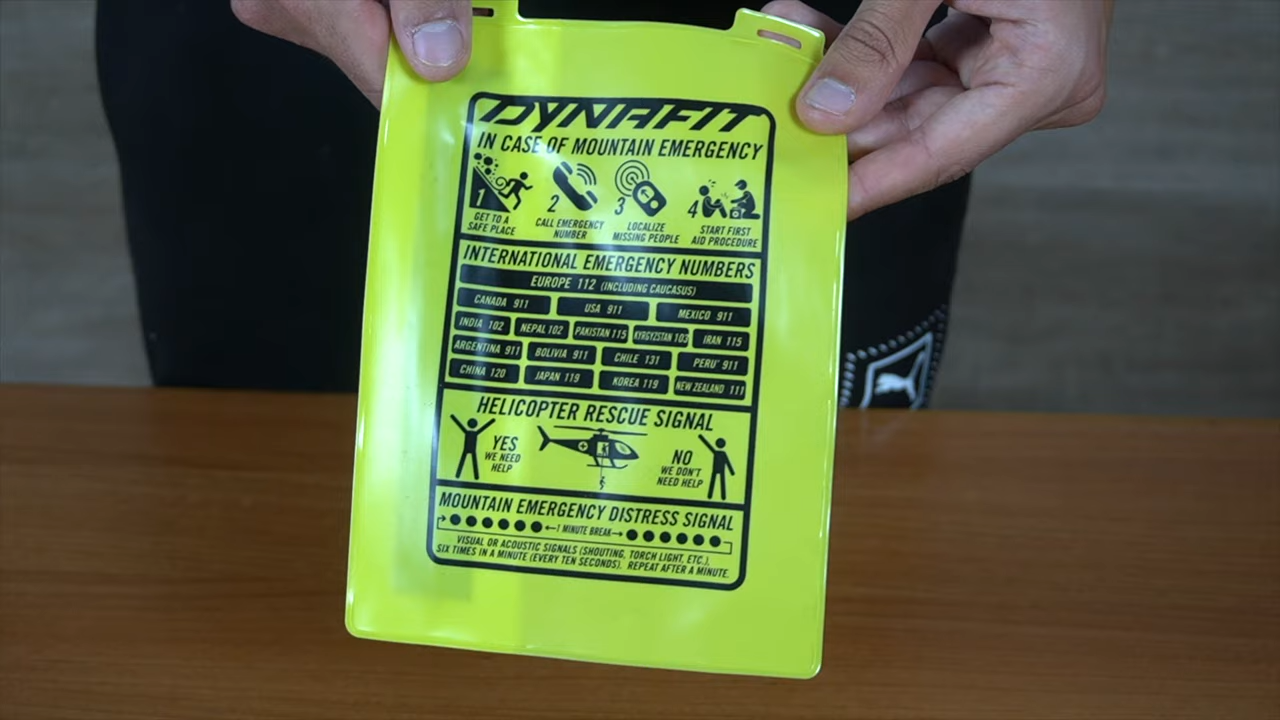 DYNAFIT
IN CASE OF MOUNTAIN EMERGENCY
1 2 3 4
GET TO A SAFE PLACE
CALL EMERGENCY NUMBER
LOCALIZE MISSING PEOPLE
START FIRST AID PROCEDURE
INTERNATIONAL EMERGENCY NUMBERS
EUROPE 112 (INCLUDING CAUCASUS)
CANADA 911 USA 911 MEXICO 911
INDIA 102 NEPAL 102 PAKISTAN 115 KYRGYZSTAN 103 IRAN 115
ARGENTINA 911 BOLIVIA 911 CHILE 131 PERU* 911
CHINA 120 JAPAN 119 KOREA 119 NEW ZEALAND 111
HELICOPTER RESCUE SIGNAL
YES
WE NEED
HELP
NO
WE DON'T
NEED HELP
MOUNTAIN EMERGENCY DISTRESS SIGNAL
1 MINUTE BREAK
VISUAL OR ACOUSTIC SIGNALS (SHOUTING, TORCH LIGHT, ETC.),
SIX TIMES IN A MINUTE (EVERY TEN SECONDS). REPEAT AFTER A MINUTE.